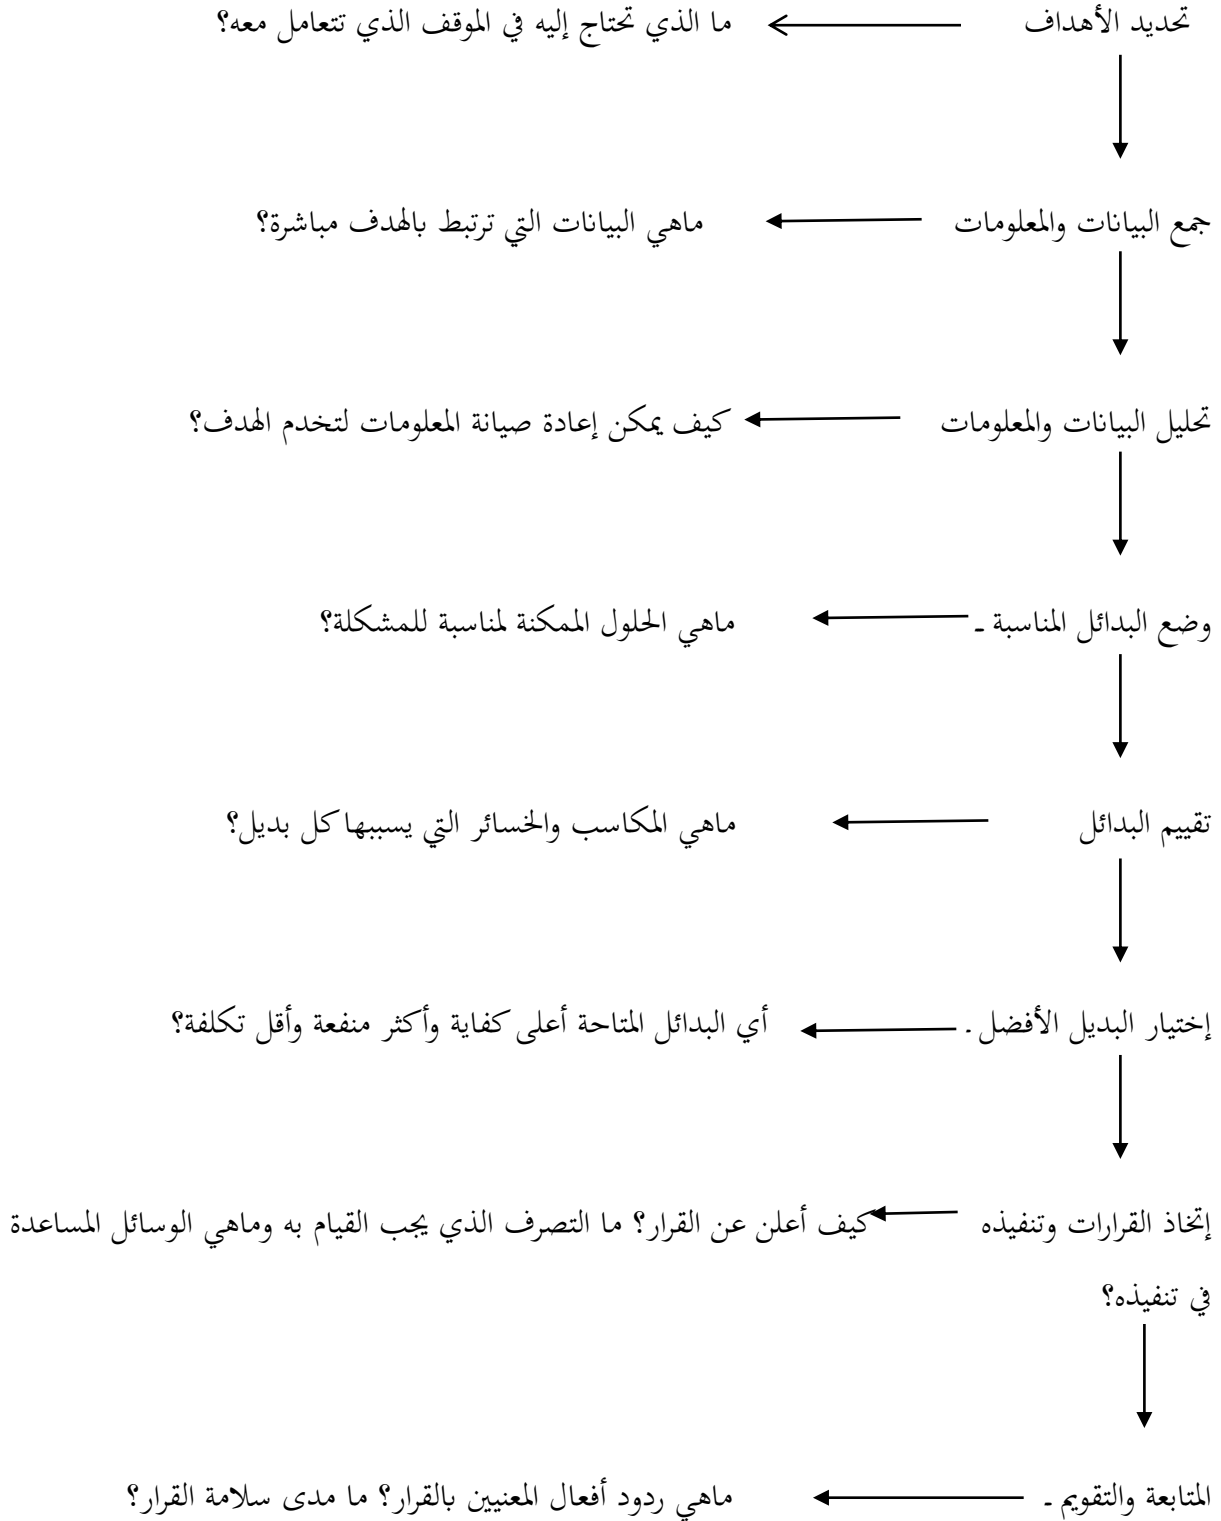 تحديد الأهداف ما الذي تحتاج إليه في الموقف الذي تتعامل معه؟
جمع البيانات والمعلومات ماهي البيانات التي ترتبط بالهدف مباشرة؟
تحليل البيانات والمعلومات كيف يمكن إعادة صيانة المعلومات لتخدم الهدف؟
وضع البدائل المناسبة ـ ماهي الحلول الممكنة لمناسبة للمشكلة؟
تقييم البدائل ماهي المكاسب والخسائر التي يسببها كل بديل؟
إختيار البديل الأفضل . أي البدائل المتاحة أعلى كفاية وأكثر منفعة وأقل تكلفة؟
إتخاذ القرارات وتنفيذه كيف أعلن عن القرار؟ ما التصرف الذي يجب القيام به وماهي الوسائل المساعدة
في تنفيذه؟
المتابعة والتقويم ـ ماهي ردود أفعال المعنيين بالقرار؟ ما مدى سلامة القرار؟